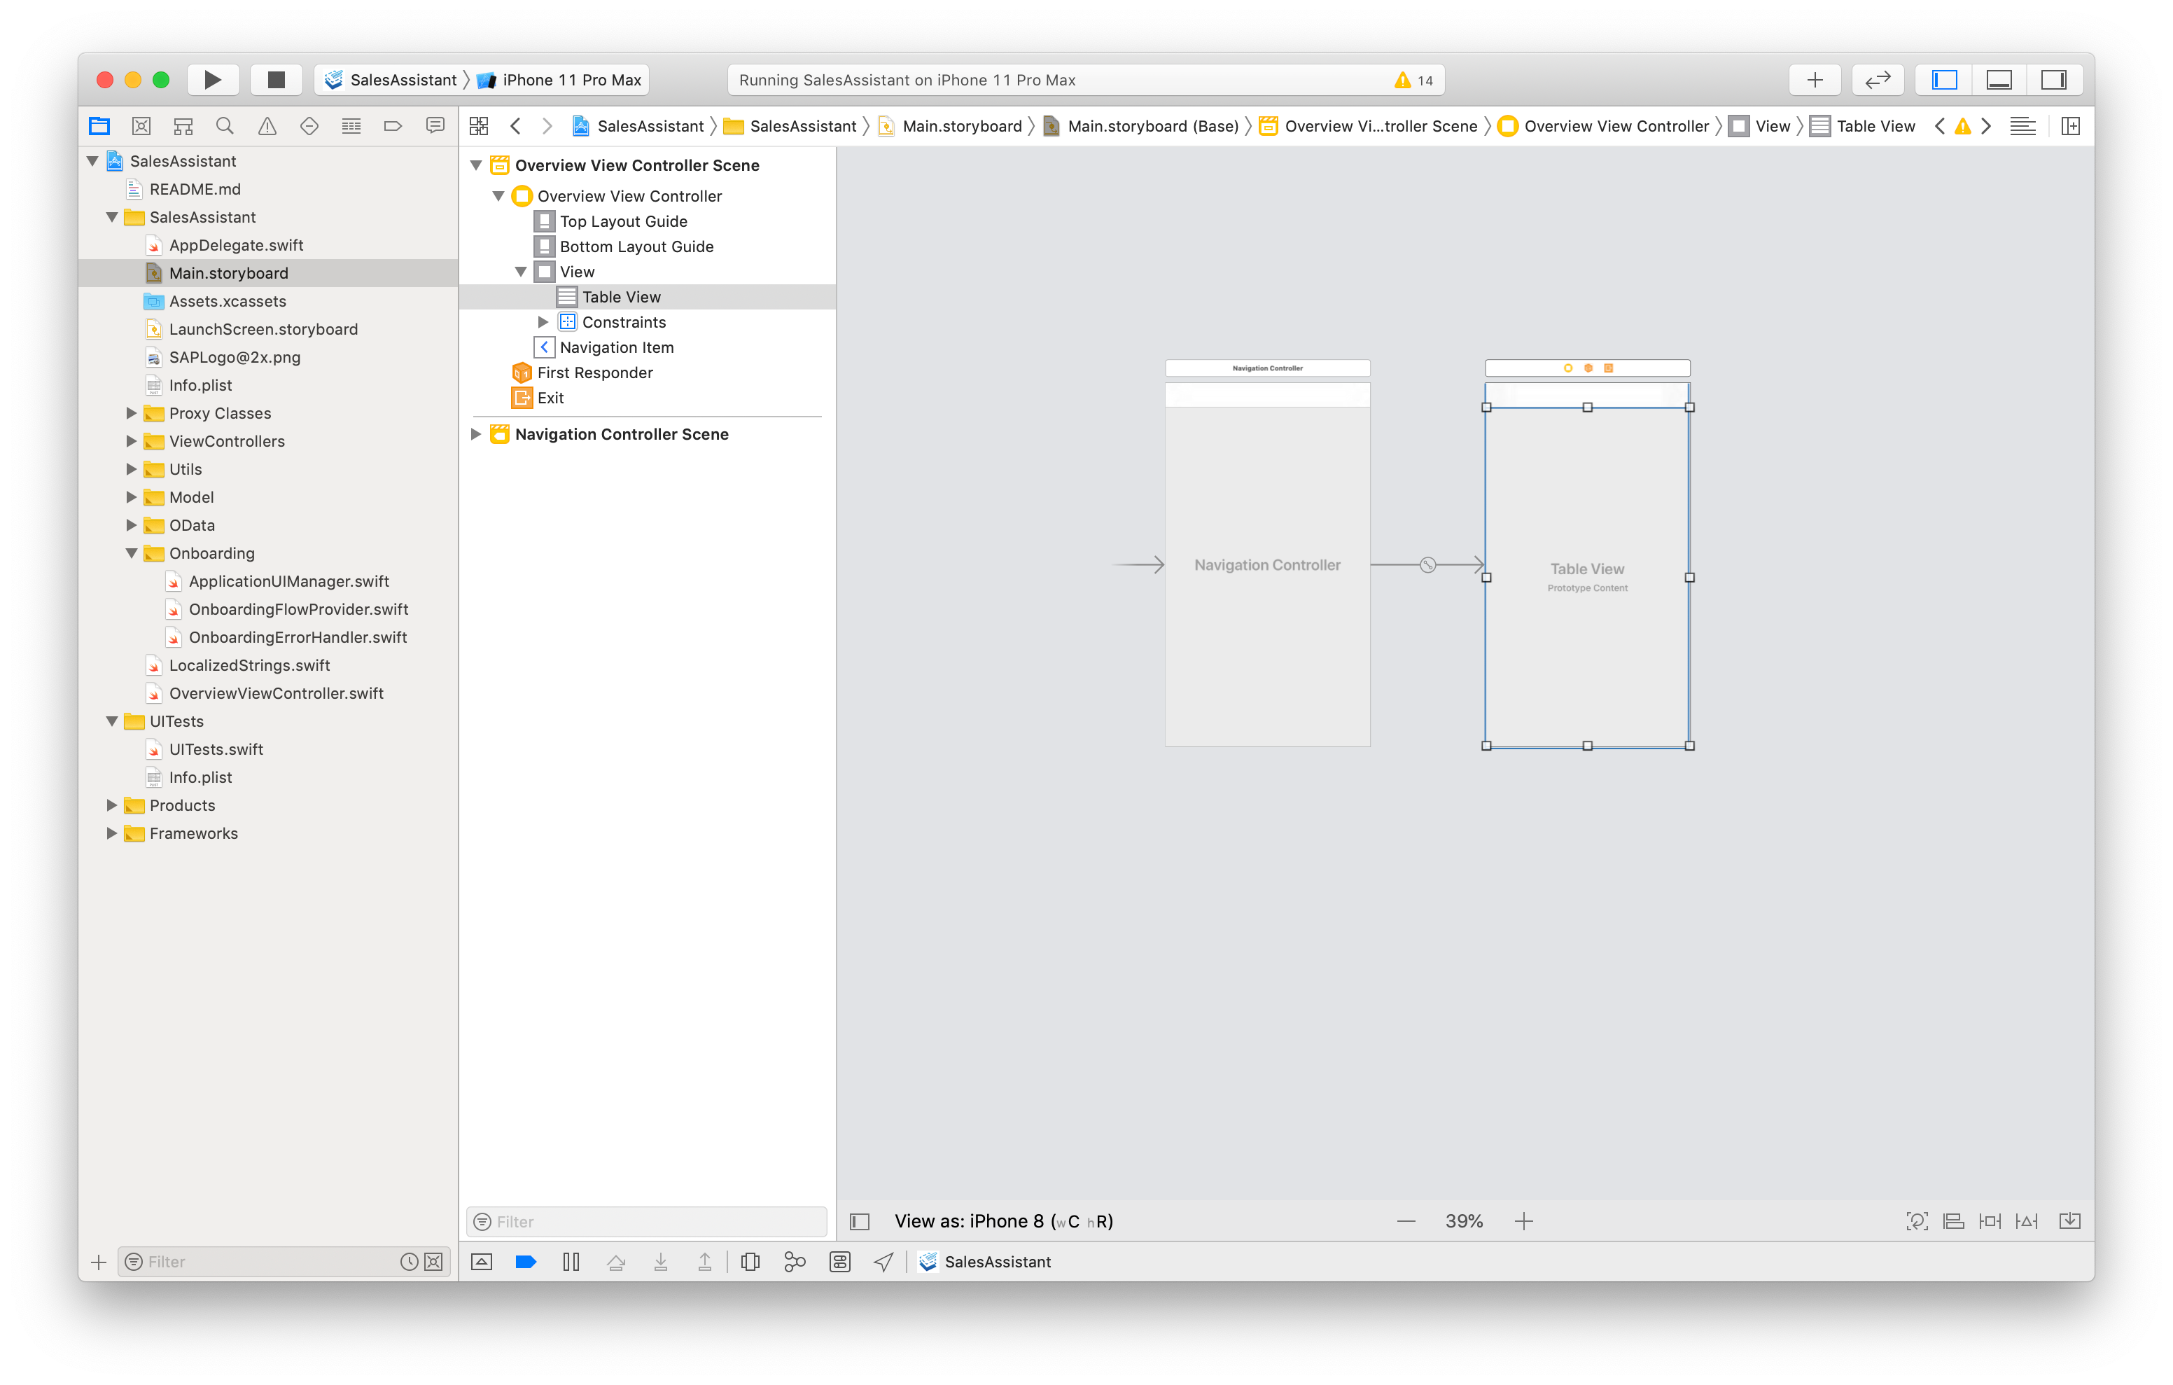 SalesAssistant
iPhone 11 Pro Max
Running SalesAssistant on iPhone 11 Pro Max
14
SalesAssistant
SalesAssistant
Main.storyboard
Main.storyboard (Base)
Overview Vi...troller Scene
Overview View Controller
View
Table View
SalesAssistant
README.md
SalesAssistant
AppDelegate.swift
Main.storyboard
Assets.xcassets
LaunchScreen.storyboard
SAPLogo@2x.png
Info.plist
Proxy Classes
ViewControllers
Utils
Model
OData
Onboarding
ApplicationUIManager.swift
OnboardingFlowProvider.swift
OnboardingErrorHandler.swift
LocalizedStrings.swift
OverviewViewController.swift
UITests
UITests.swift
Info.plist
Products
Frameworks
Filter
Overview View Controller Scene
Overview View Controller
Top Layout Guide
Bottom Layout Guide
View
Table View
Constraints
Navigation Item
First Responder
Exit
Navigation Controller Scene
Filter
Navigation Controller
Navigation Controller
Table View
Prototype Content
View as: iPhone 8 (wC hR)
39%
SalesAssistant